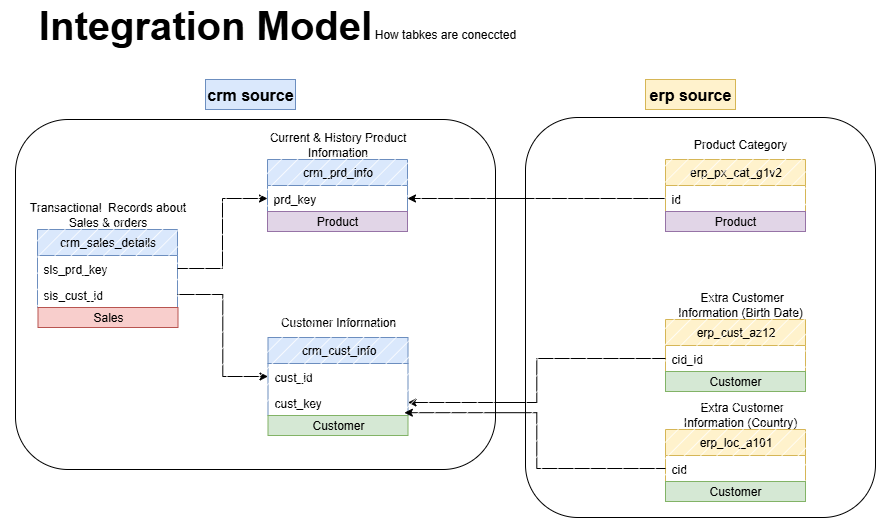 Integration Model How tabkes are coneccted
crm source
erp source
Current & History Product
Information
crm_prd_info
prd_key
Product
Transactional Records about
Sales & orders
crm_sales_details
sls_prd_key
sls_cust_id
Sales
Customer Information
crm_cust_info
cust_id
cust_key
Customer
Product Category
erp_px_cat_g1v2
id
Product
Extra Customer
Information (Birth Date)
erp_cust_az12
cid_id
Customer
Extra Customer
Information (Country)
erp_loc_a101
cid
Customer